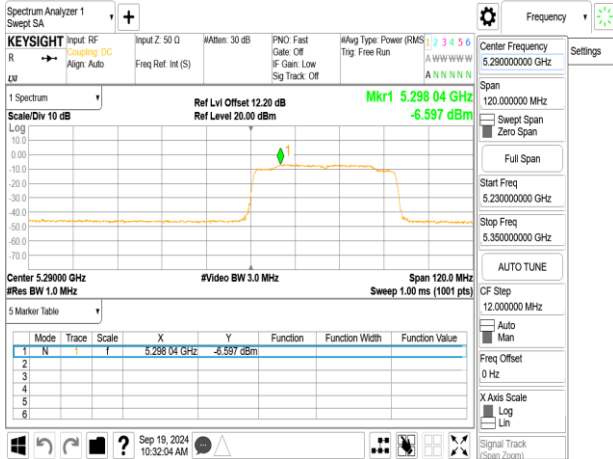 Spectrum Analyzer 1
Swept SA
+
Frequency
KEYSIGHT
R
LXI
Input: RF
Coupling: DC
Align: Auto
Input Z: 50 Ω
Freq Ref: Int (S)
#Atten: 30 dB
PNO: Fast
Gate: Off
IF Gain: Low
Sig Track: Off
#Avg Type: Power (RMS
Trig: Free Run
1 2 3 4 5 6
A W W W W W
A N N N N N
Center Frequency
5.290000000 GHz
Settings
Span
120.000000 MHz
Swept Span
Zero Span
Full Span
Start Freq
5.230000000 GHz
Stop Freq
5.350000000 GHz
AUTO TUNE
CF Step
12.000000 MHz
Auto
Man
Freq Offset
0 Hz
X Axis Scale
Log
Lin
Signal Track
(Span Zoom)
1 Spectrum
Scale/Div 10 dB
Ref Lvl Offset 12.20 dB
Ref Level 20.00 dBm
Mkr1 5.298 04 GHz
-6.597 dBm
Log
10.0
0.00
-10.0
-20.0
-30.0
-40.0
-50.0
-60.0
-70.0
1
Center 5.29000 GHz
#Video BW 3.0 MHz
Span 120.0 MHz
#Res BW 1.0 MHz
Sweep 1.00 ms (1001 pts)
5 Marker Table
Mode Trace Scale X Y Function Function Width Function Value
1 N 1 f 5.298 04 GHz -6.597 dBm
2
3
4
5
6
?
Sep 19, 2024
10:32:04 AM